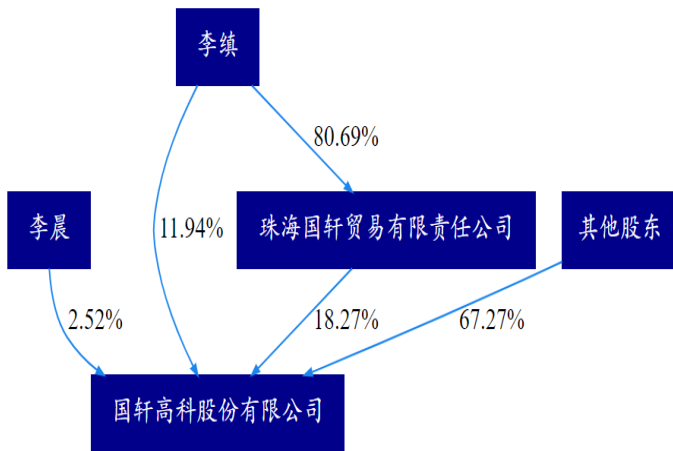 李缜
80.69%
李晨
11.94%
珠海国轩贸易有限责任公司
其他股东
2.52%
18.27%
67.27%
国轩高科股份有限公司